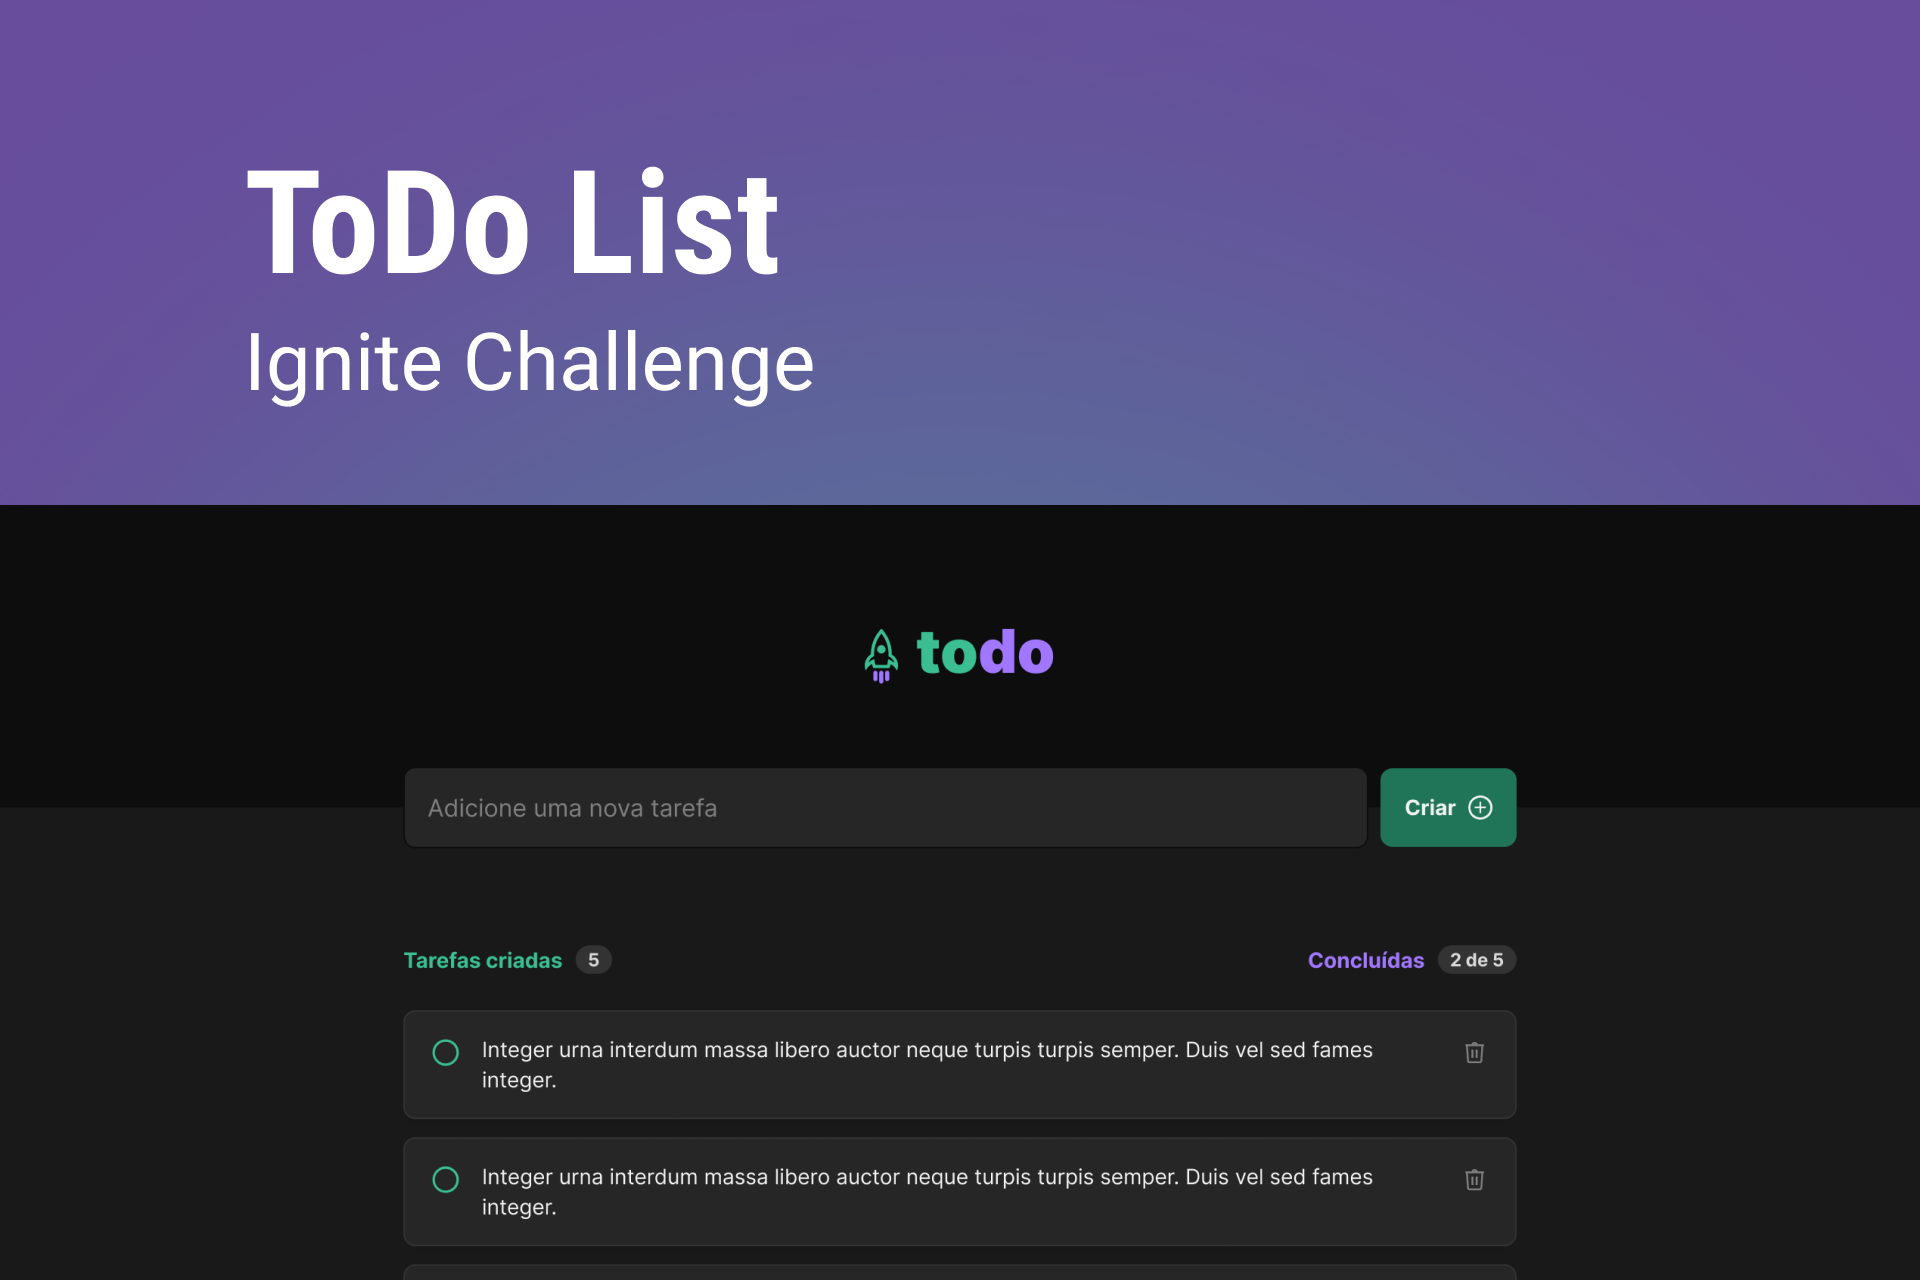 ToDo List
Ignite Challenge
todo
Adicione uma nova tarefa
Criar
Tarefas criadas 5
Concluídas 2 de 5
Integer urna interdum massa libero auctor neque turpis turpis semper. Duis vel sed fames
integer.
Integer urna interdum massa libero auctor neque turpis turpis semper. Duis vel sed fames
integer.